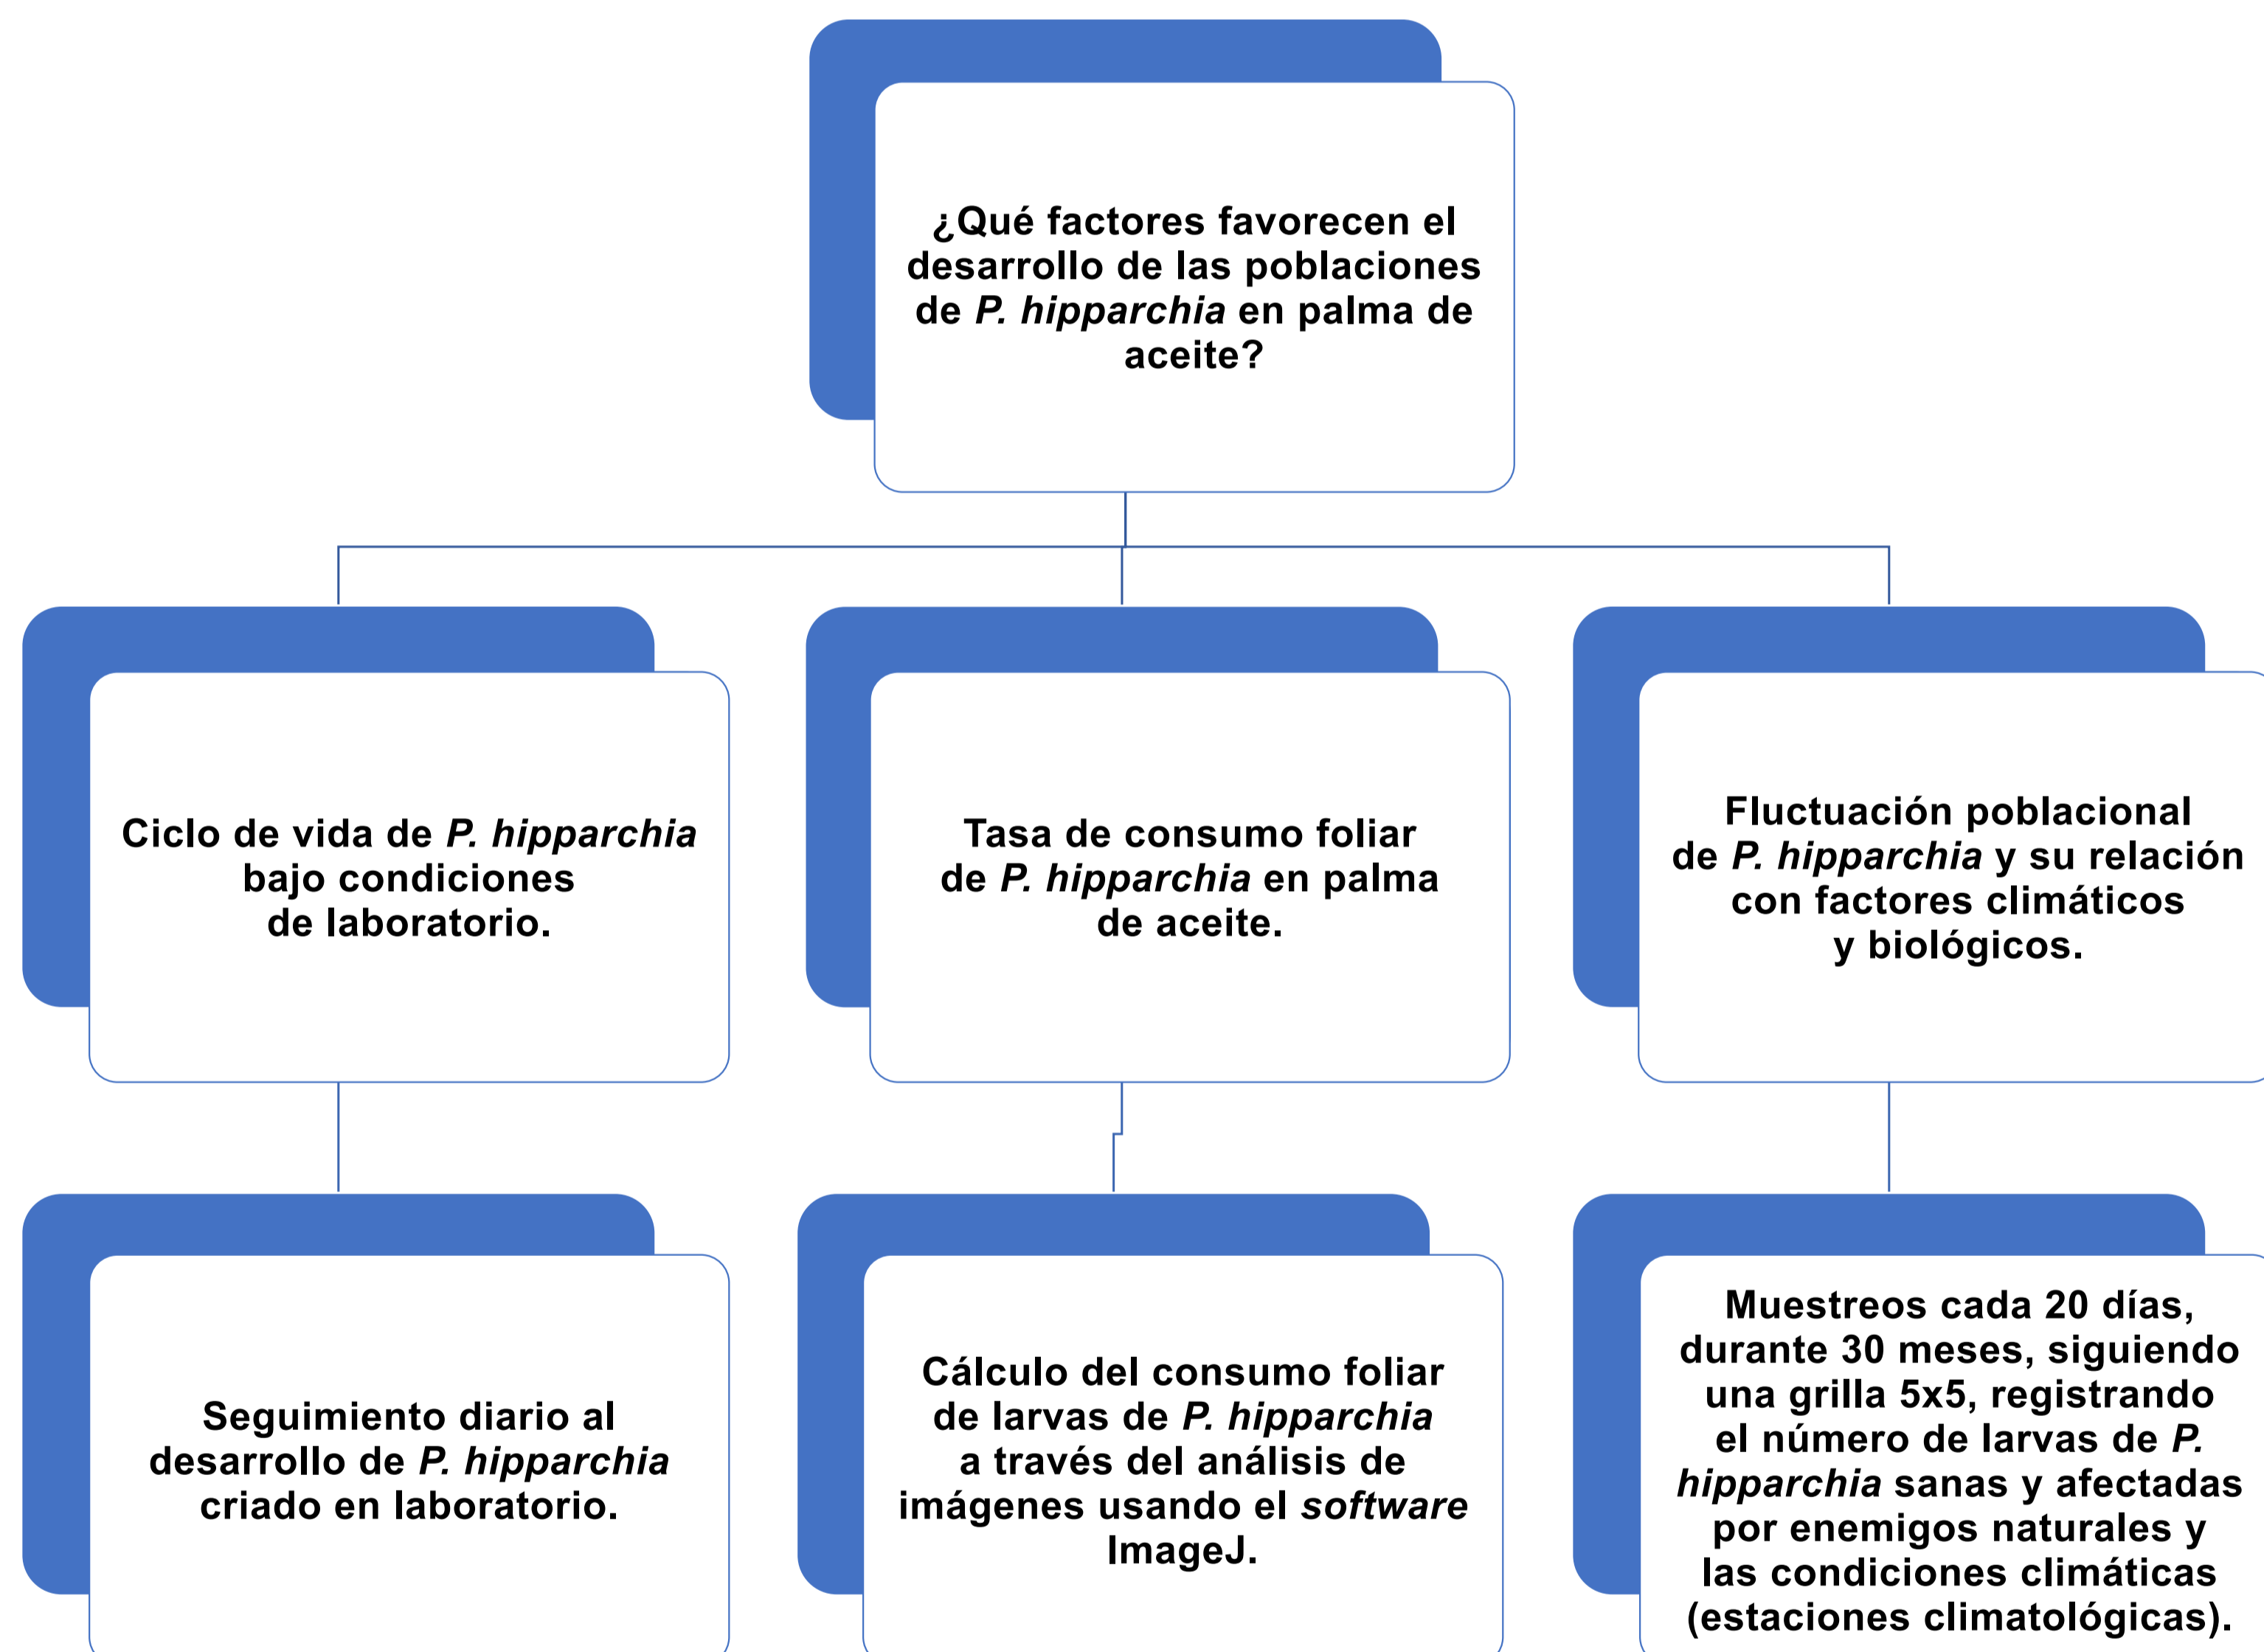 ¿Qué factores favorecen el
desarrollo de las poblaciones
de P. hipparchia en palma de
aceite?
Ciclo de vida de P. hipparchia
bajo condiciones
de laboratorio.
Tasa de consumo foliar
de P. hipparchia en palma
de aceite.
Fluctuación poblacional
de P. hipparchia y su relación
con factores climáticos
y biológicos.
Seguimiento diario al
desarrollo de P. hipparchia
criado en laboratorio.
Cálculo del consumo foliar
de larvas de P. hipparchia
a través del análisis de
imágenes usando el software
ImageJ.
Muestreos cada 20 días,
durante 30 meses, siguiendo
una grilla 5x5, registrando
el número de larvas de P.
hipparchia sanas y afectadas
por enemigos naturales y
las condiciones climáticas
(estaciones climatológicas).